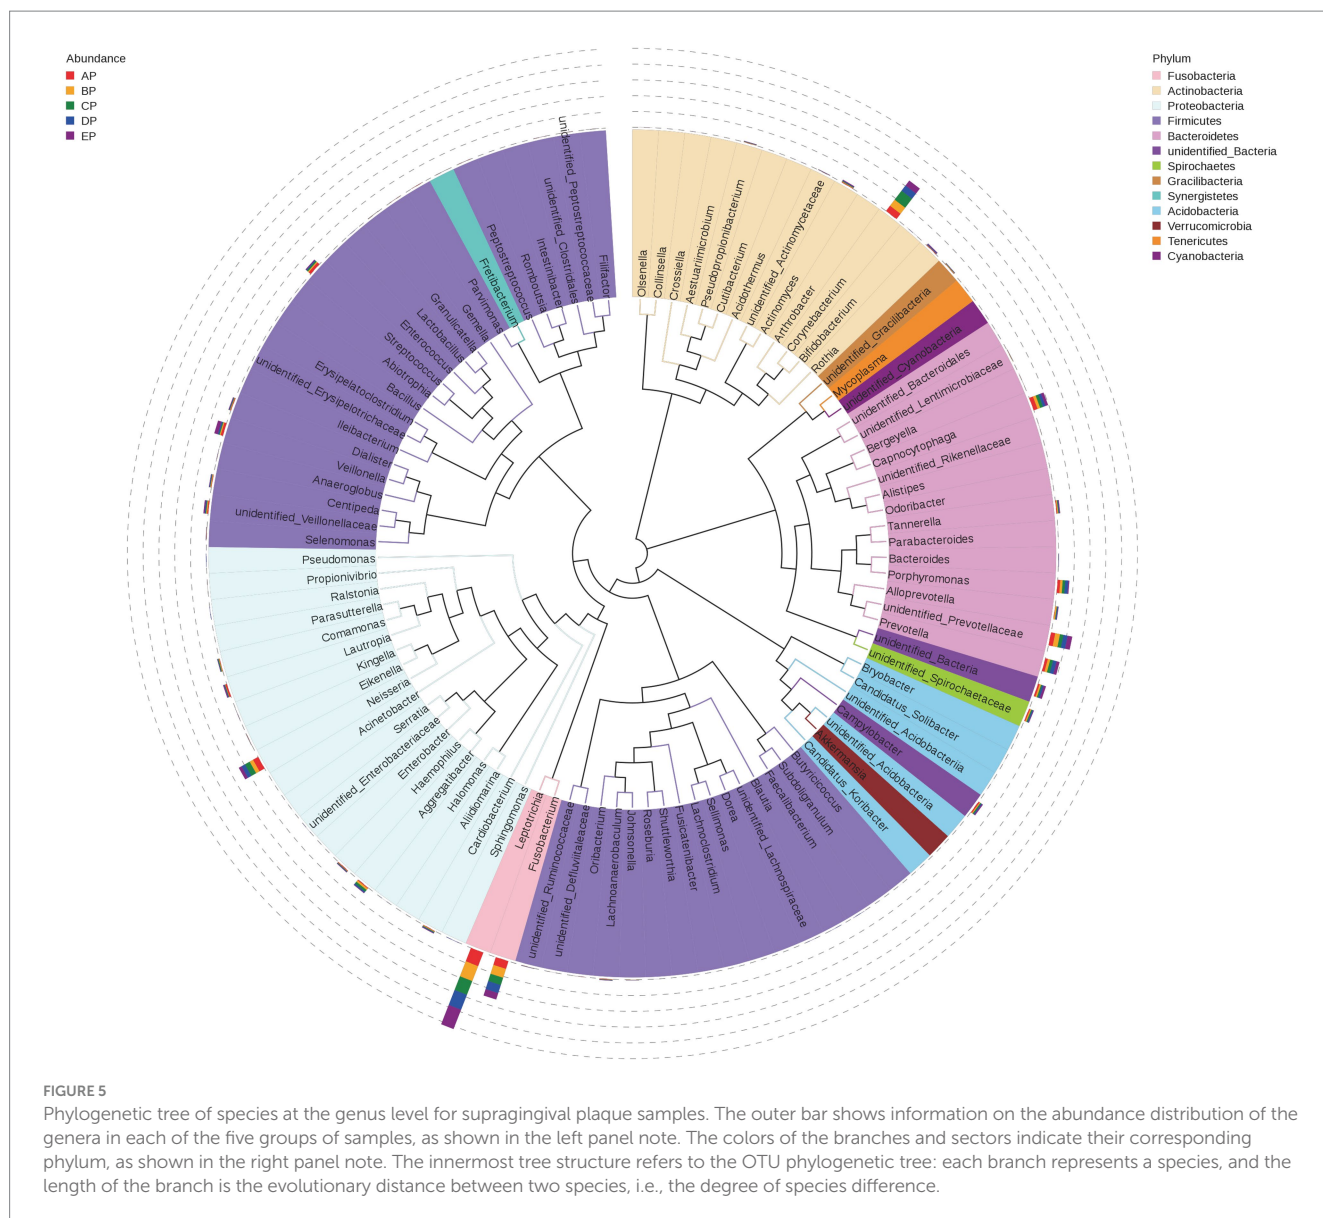 Abundance
AP
BP
CP
DP
EP
Phylum
Fusobacteria
Actinobacteria
Proteobacteria
Firmicutes
Bacteroidetes
unidentified_Bacteria
Spirochaetes
Gracilibacteria
Synergistetes
Acidobacteria
Verrucomicrobia
Tenericutes
Cyanobacteria
Olsenella
Collinsella
Crossiella
Aestuariimicrobium
Pseudopropionibacterium
Cutibacterium
Acidothermus
unidentified_Actinomycetaceae
Actinomyces
Arthrobacter
Corynebacterium
Bifidobacterium
Rothia
unidentified_Gracilibacteria
Mycoplasma
unidentified_Cyanobacteria
unidentified_Bacteroidales
unidentified_Lentimicrobiaceae
Bergeyella
Capnocytophaga
unidentified_Rikenellaceae
Alistipes
Odoribacter
Tannerella
Parabacteroides
Bacteroides
Porphyromonas
Alloprevotella
unidentified_Prevotellaceae
Prevotella
unidentified_Bacteria
unidentified_Spirochaetaceae
Bryobacter
Candidatus_Solibacter
unidentified_Acidobacteriia
Campylobacter
unidentified_Acidobacteria
Akkermansia
Candidatus_Koribacter
Butyricicoccus
Subdoligranulum
Faecalibacterium
Blautia
unidentified_Lachnospiraceae
Dorea
Sellimonas
Lachnoclostridium
Fusicatenibacter
Shuttleworthia
Roseburia
Johnsonella
Lachnoanaerobaculum
Oribacterium
unidentified_Defluviitaleaceae
unidentified_Ruminococcaceae
Fusobacterium
Leptotrichia
Sphingomonas
Cardiobacterium
Aliidiomarina
Halomonas
Aggregatibacter
Haemophilus
Enterobacter
unidentified_Enterobacteriaceae
Serratia
Acinetobacter
Neisseria
Eikenella
Kingella
Lautropia
Comamonas
Parasutterella
Ralstonia
Propionivibrio
Pseudomonas
Selenomonas
unidentified_Veillonellaceae
Centipeda
Anaeroglobus
Veillonella
Dialister
Ileibacterium
unidentified_Erysipelotrichaceae
Erysipelatoclostridium
Bacillus
Abiotrophia
Streptococcus
Enterococcus
Lactobacillus
Granulicatella
Gemella
Parvimonas
Fretibacterium
Peptostreptococcus
Romboutsia
Intestinibacter
unidentified_Clostridiales
unidentified_Peptostreptococcaceae
Filifactor
FIGURE 5
Phylogenetic tree of species at the genus level for supragingival plaque samples. The outer bar shows information on the abundance distribution of the
genera in each of the five groups of samples, as shown in the left panel note. The colors of the branches and sectors indicate their corresponding
phylum, as shown in the right panel note. The innermost tree structure refers to the OTU phylogenetic tree: each branch represents a species, and the
length of the branch is the evolutionary distance between two species, i.e., the degree of species difference.